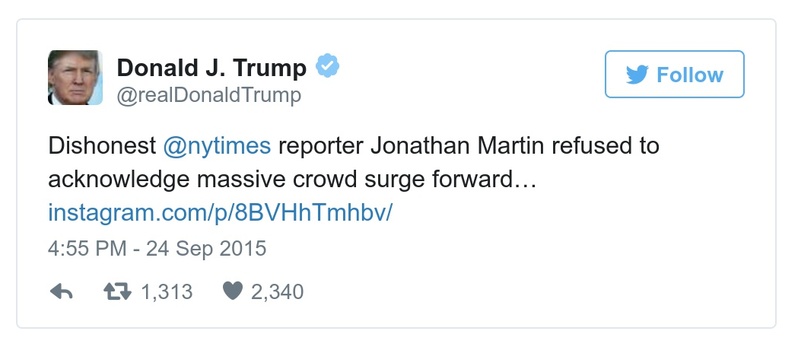 Donald J. Trump
@realDonaldTrump
Follow
Dishonest @nytimes reporter Jonathan Martin refused to
acknowledge massive crowd surge forward…
instagram.com/p/8BVHhTmhbv/
4:55 PM - 24 Sep 2015
1,313 2,340